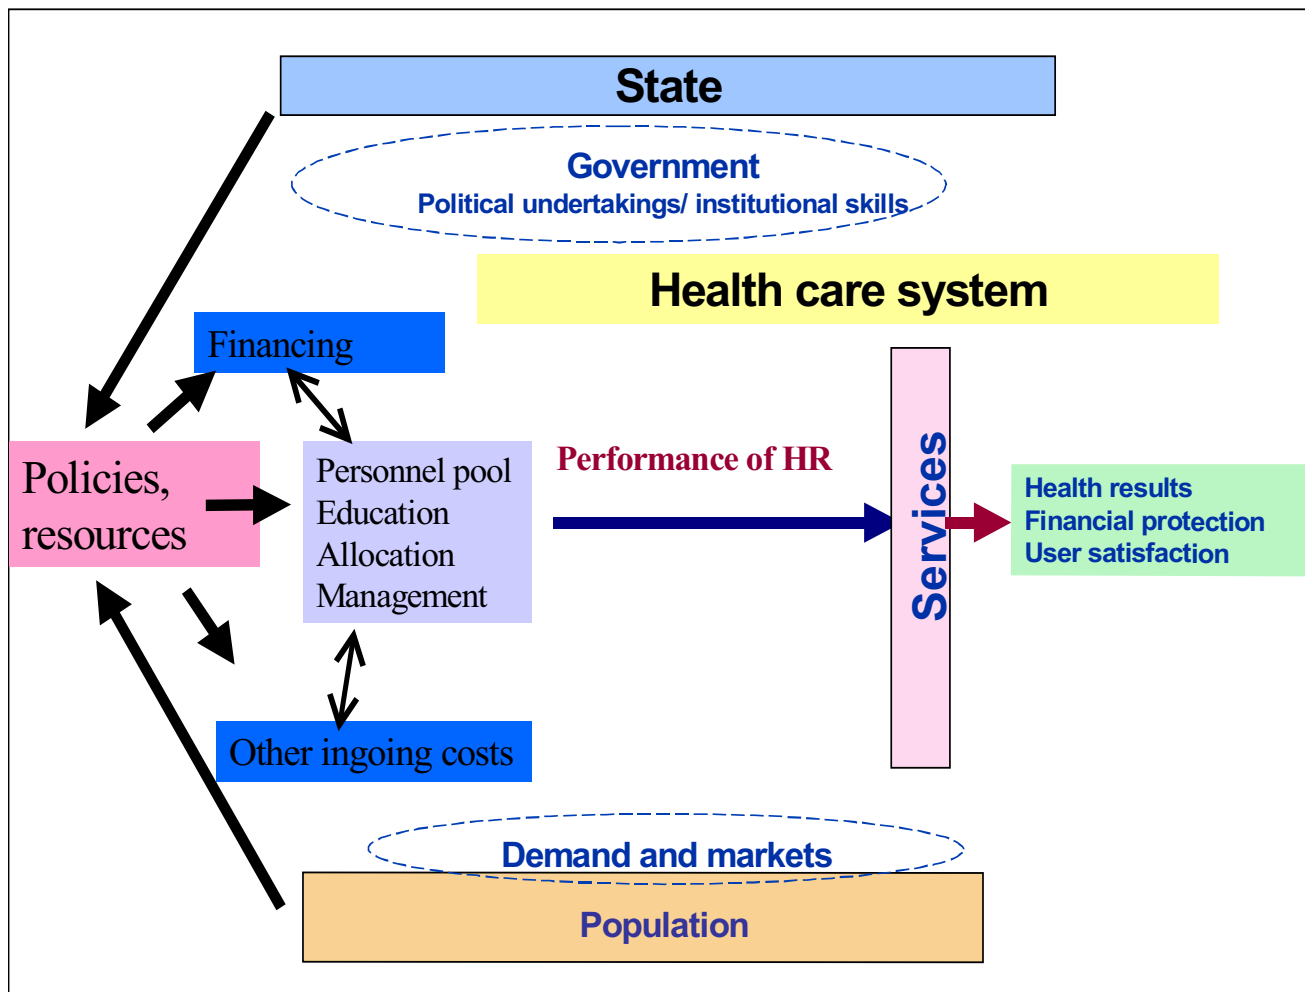 State
Government
Political undertakings/ institutional skills
Health care system
Financing
Policies,
resources
Personnel pool
Education
Allocation
Management
Performance of HR
Services
Health results
Financial protection
User satisfaction
Other ingoing costs
Demand and markets
Population